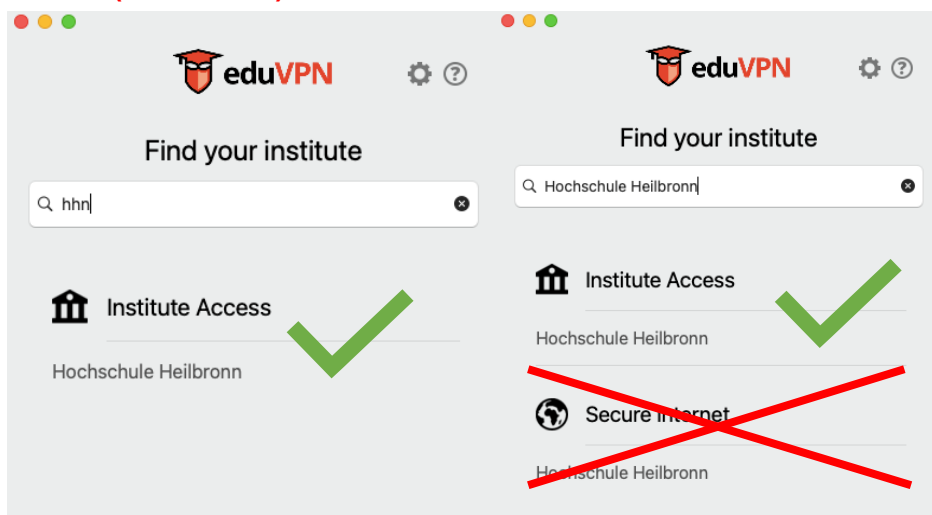 eduVPN
Find your institute
hhn
Institute Access
Hochschule Heilbronn
eduVPN
Find your institute
Hochschule Heilbronn
Institute Access
Hochschule Heilbronn
Secure Internet
Hochschule Heilbronn